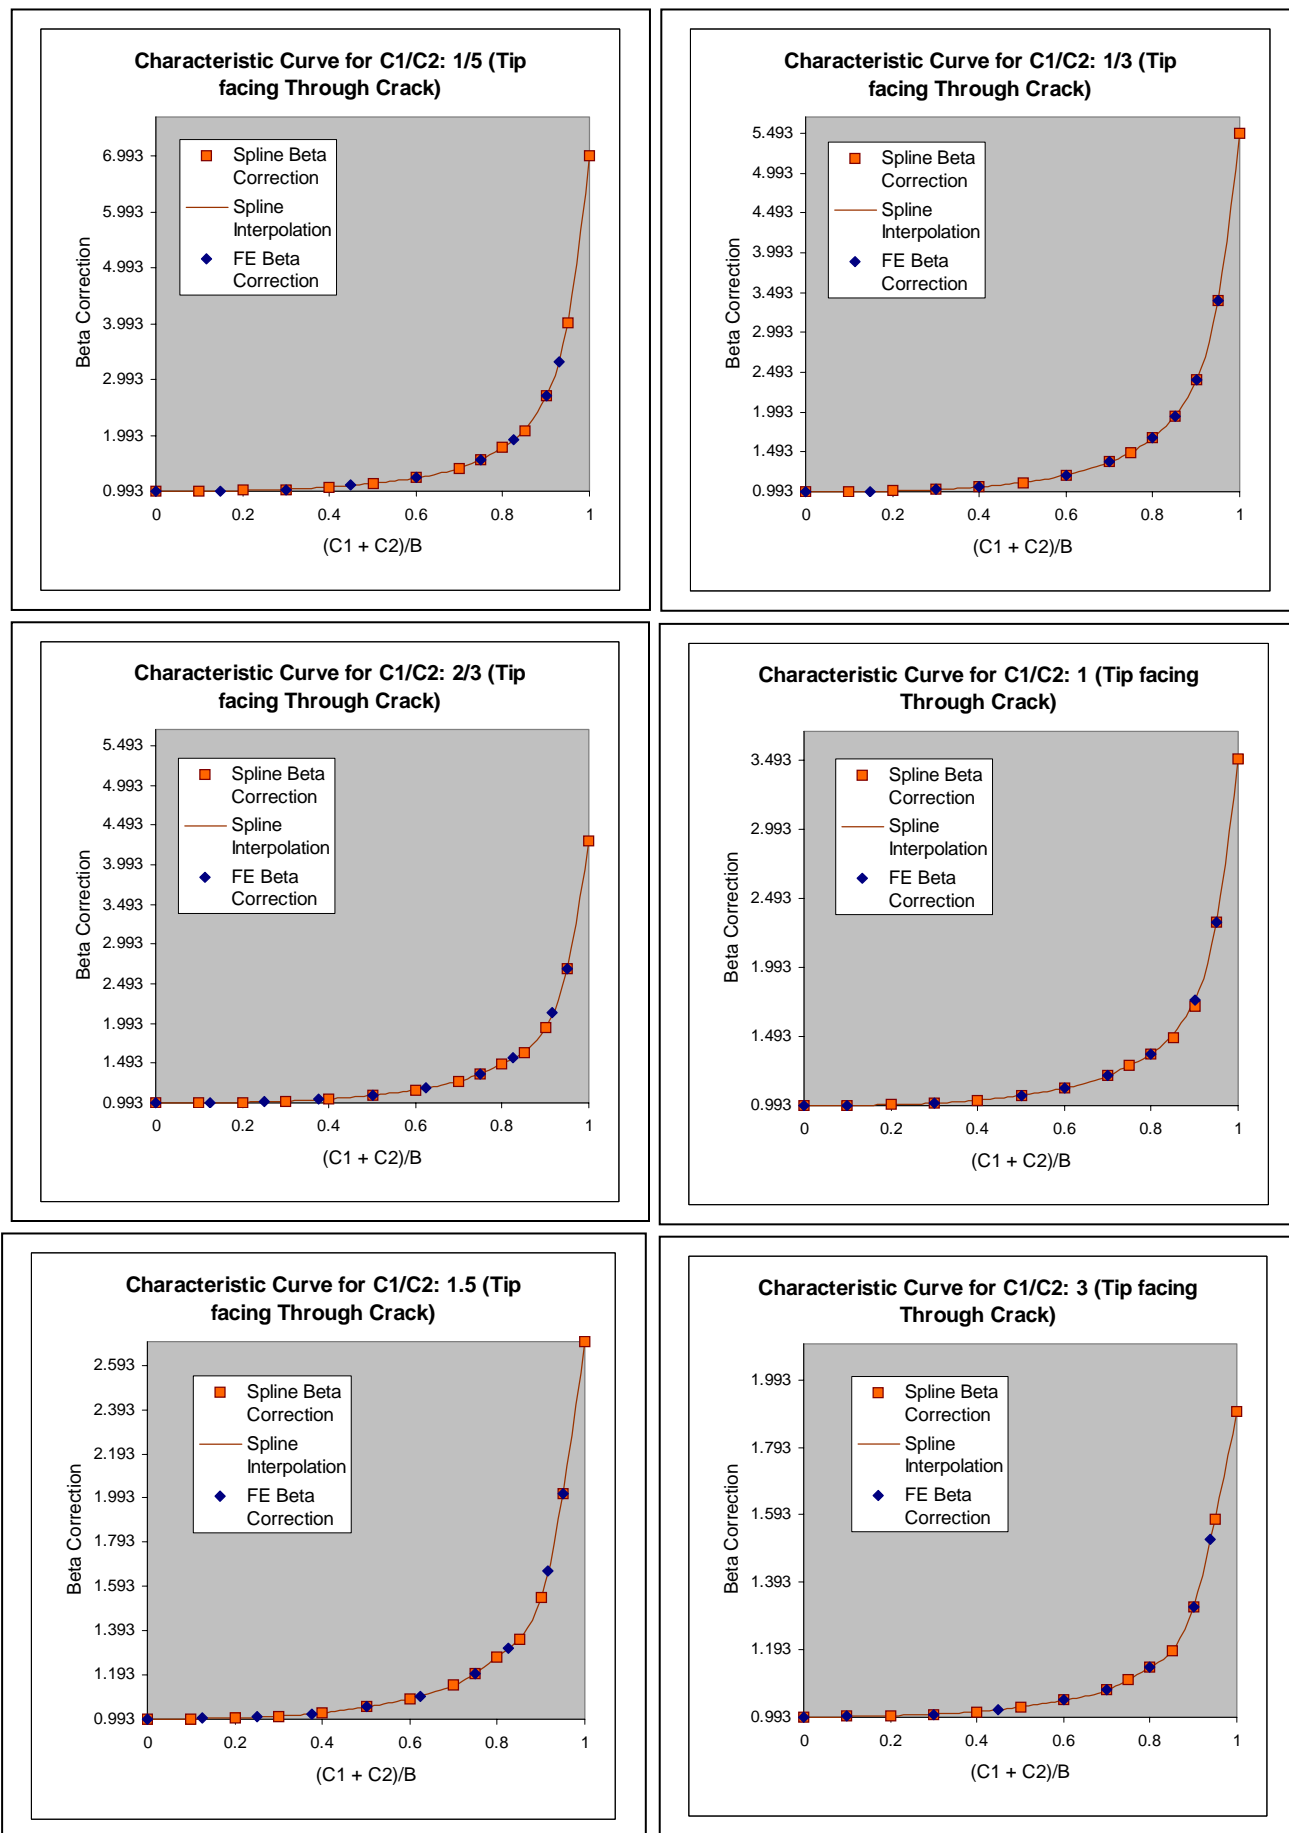 Characteristic Curve for C1/C2: 1/5 (Tip
facing Through Crack)
6.993
5.993
4.993
3.993
2.993
1.993
0.993
Beta Correction
Spline Beta
Correction
Spline
Interpolation
FE Beta
Correction
0 0.2 0.4 0.6 0.8 1
(C1 + C2)/B
Characteristic Curve for C1/C2: 1/3 (Tip
facing Through Crack)
5.493
4.993
4.493
3.993
3.493
2.993
2.493
1.993
1.493
0.993
Beta Correction
Spline Beta
Correction
Spline
Interpolation
FE Beta
Correction
0 0.2 0.4 0.6 0.8 1
(C1 + C2)/B
Characteristic Curve for C1/C2: 2/3 (Tip
facing Through Crack)
5.493
4.993
4.493
3.993
3.493
2.993
2.493
1.993
1.493
0.993
Beta Correction
Spline Beta
Correction
Spline
Interpolation
FE Beta
Correction
0 0.2 0.4 0.6 0.8 1
(C1 + C2)/B
Characteristic Curve for C1/C2: 1 (Tip facing
Through Crack)
3.493
2.993
2.493
1.993
1.493
0.993
Beta Correction
Spline Beta
Correction
Spline
Interpolation
FE Beta
Correction
0 0.2 0.4 0.6 0.8 1
(C1 + C2)/B
Characteristic Curve for C1/C2: 1.5 (Tip
facing Through Crack)
2.593
2.393
2.193
1.993
1.793
1.593
1.393
1.193
0.993
Beta Correction
Spline Beta
Correction
Spline
Interpolation
FE Beta
Correction
0 0.2 0.4 0.6 0.8 1
(C1 + C2)/B
Characteristic Curve for C1/C2: 3 (Tip facing
Through Crack)
1.993
1.793
1.593
1.393
1.193
0.993
Beta Correction
Spline Beta
Correction
Spline
Interpolation
FE Beta
Correction
0 0.2 0.4 0.6 0.8 1
(C1 + C2)/B